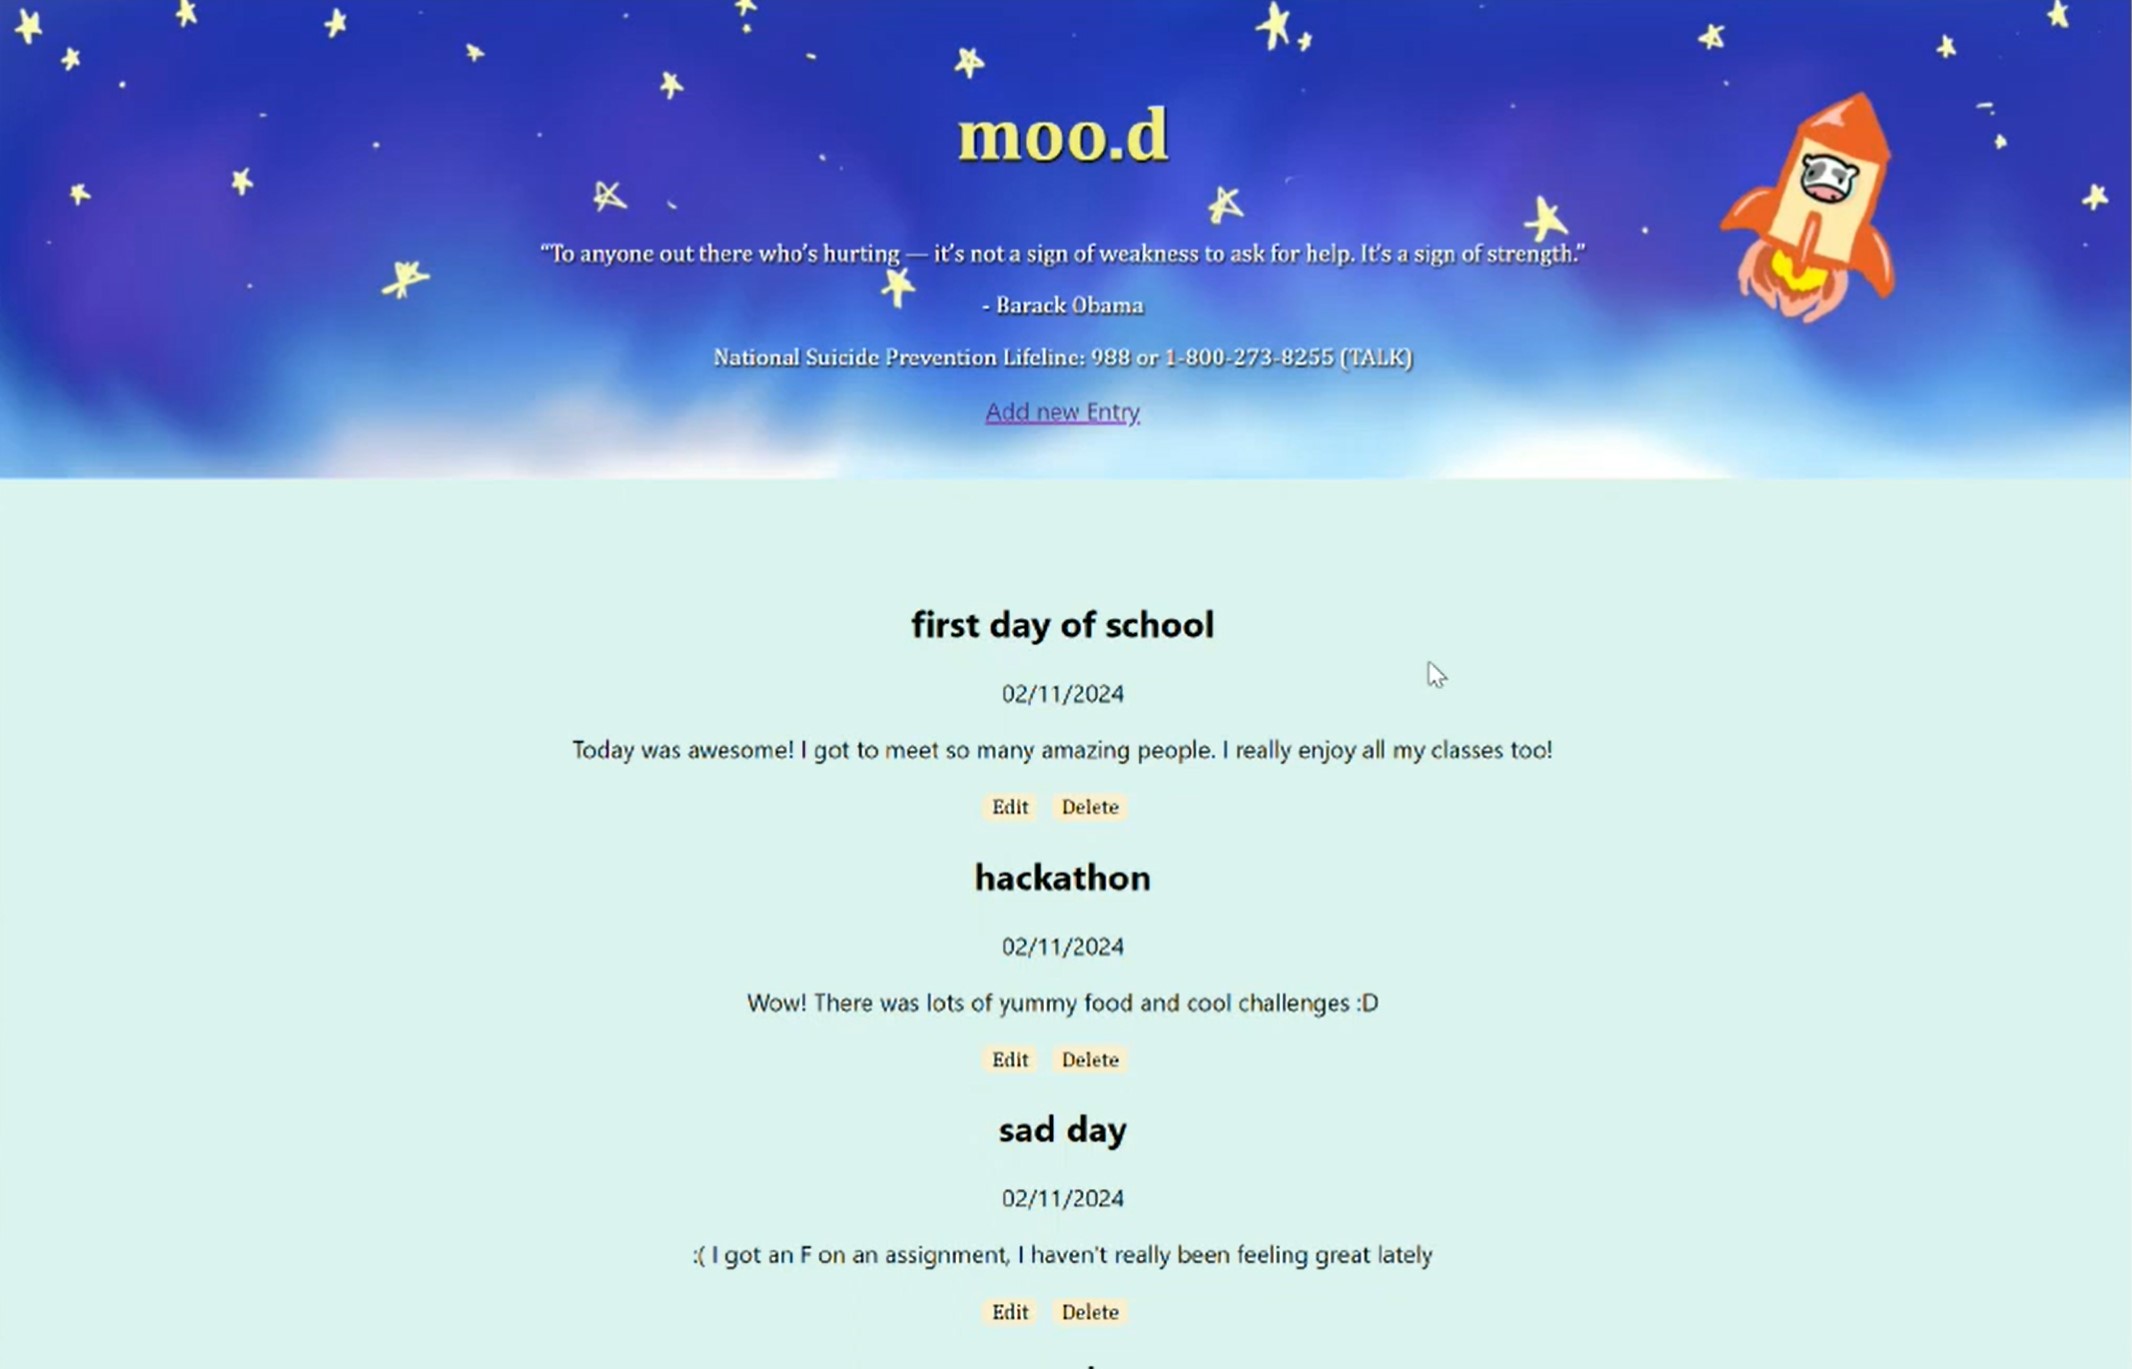 moo.d
“To anyone out there who’s hurting — it’s not a sign of weakness to ask for help. It’s a sign of strength.”
- Barack Obama
National Suicide Prevention Lifeline: 988 or 1-800-273-8255 (TALK)
Add new Entry
first day of school
02/11/2024
Today was awesome! I got to meet so many amazing people. I really enjoy all my classes too!
Edit Delete
hackathon
02/11/2024
Wow! There was lots of yummy food and cool challenges :D
Edit Delete
sad day
02/11/2024
:( I got an F on an assignment, I haven't really been feeling great lately
Edit Delete